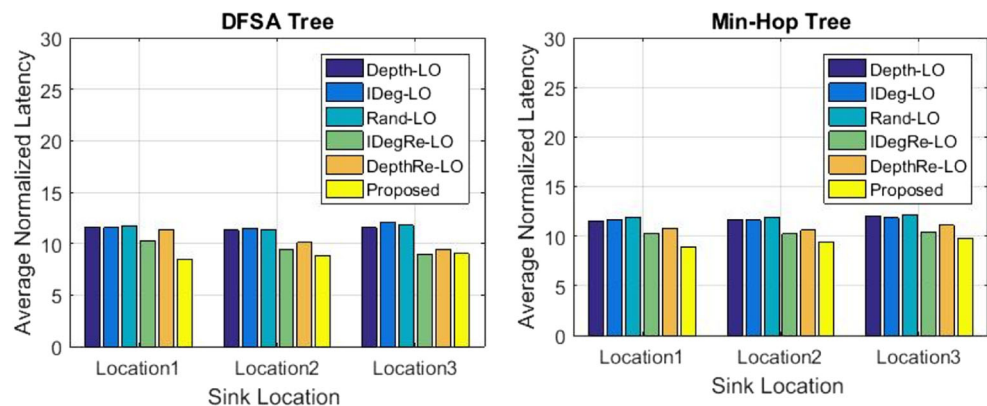 DFSA Tree
30
25
20
15
10
5
0
Average Normalized Latency
Depth-LO
IDeg-LO
Rand-LO
IDegRe-LO
DepthRe-LO
Proposed
Location1 Location2 Location3
Sink Location
Min-Hop Tree
30
25
20
15
10
5
0
Average Normalized Latency
Depth-LO
IDeg-LO
Rand-LO
IDegRe-LO
DepthRe-LO
Proposed
Location1 Location2 Location3
Sink Location